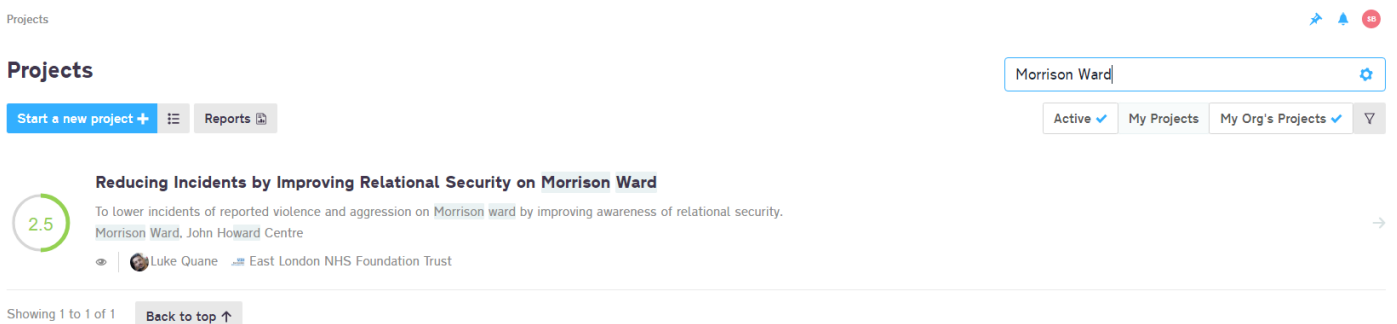 Projects
SB
Projects
Morrison Ward
Start a new project
Reports
Active
My Projects
My Org's Projects
Reducing Incidents by Improving Relational Security on Morrison Ward
2.5
To lower incidents of reported violence and aggression on Morrison ward by improving awareness of relational security.
Morrison Ward, John Howard Centre
Luke Quane
East London NHS Foundation Trust
Showing 1 to 1 of 1
Back to top